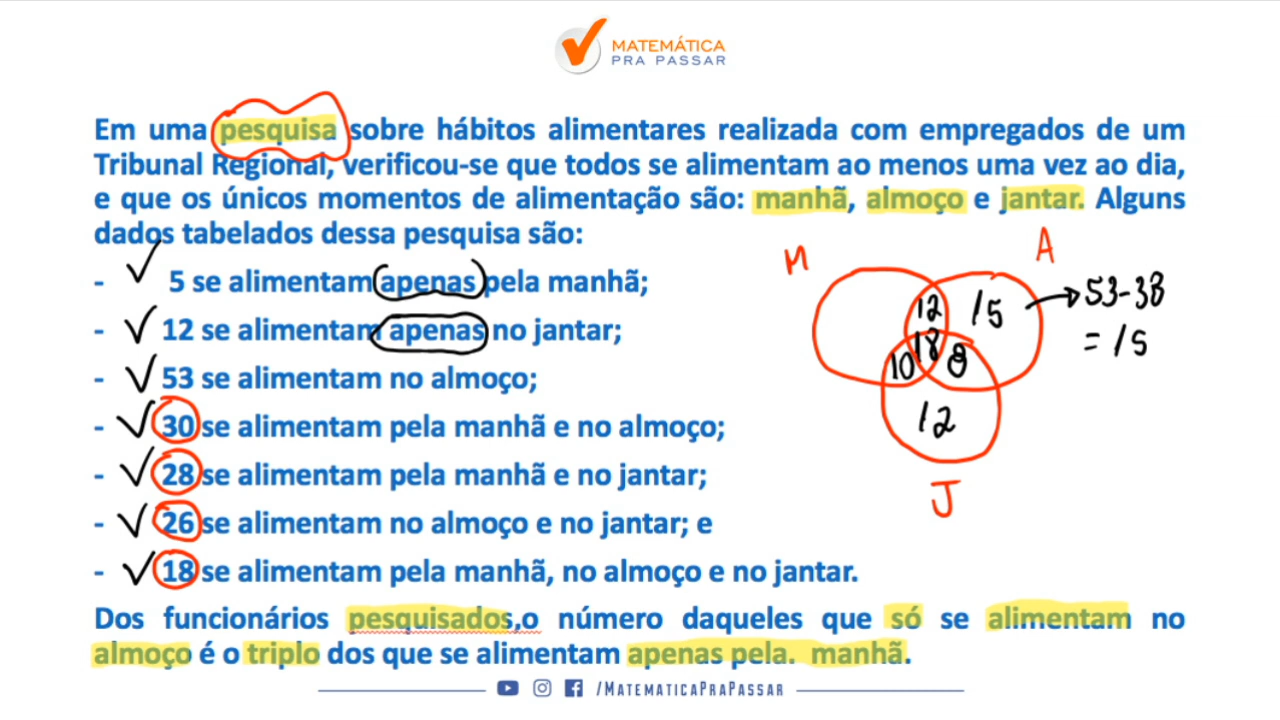 MATEMÁTICA
PRA PASSAR
Em uma pesquisa sobre hábitos alimentares realizada com empregados de um
Tribunal Regional, verificou-se que todos se alimentam ao menos uma vez ao dia,
e que os únicos momentos de alimentação são: manhã, almoço e jantar. Alguns
dados tabelados dessa pesquisa são:
- 5 se alimentam apenas pela manhã;
- 12 se alimentam apenas no jantar;
- 53 se alimentam no almoço;
- 30 se alimentam pela manhã e no almoço;
- 28 se alimentam pela manhã e no jantar;
- 26 se alimentam no almoço e no jantar; e
- 18 se alimentam pela manhã, no almoço e no jantar.
Dos funcionários pesquisados,o número daqueles que só se alimentam no
almoço é o triplo dos que se alimentam apenas pela. manhã.
M
A
12
15
53-38
= 15
18
10
8
12
J
/MatematicaPraPassar